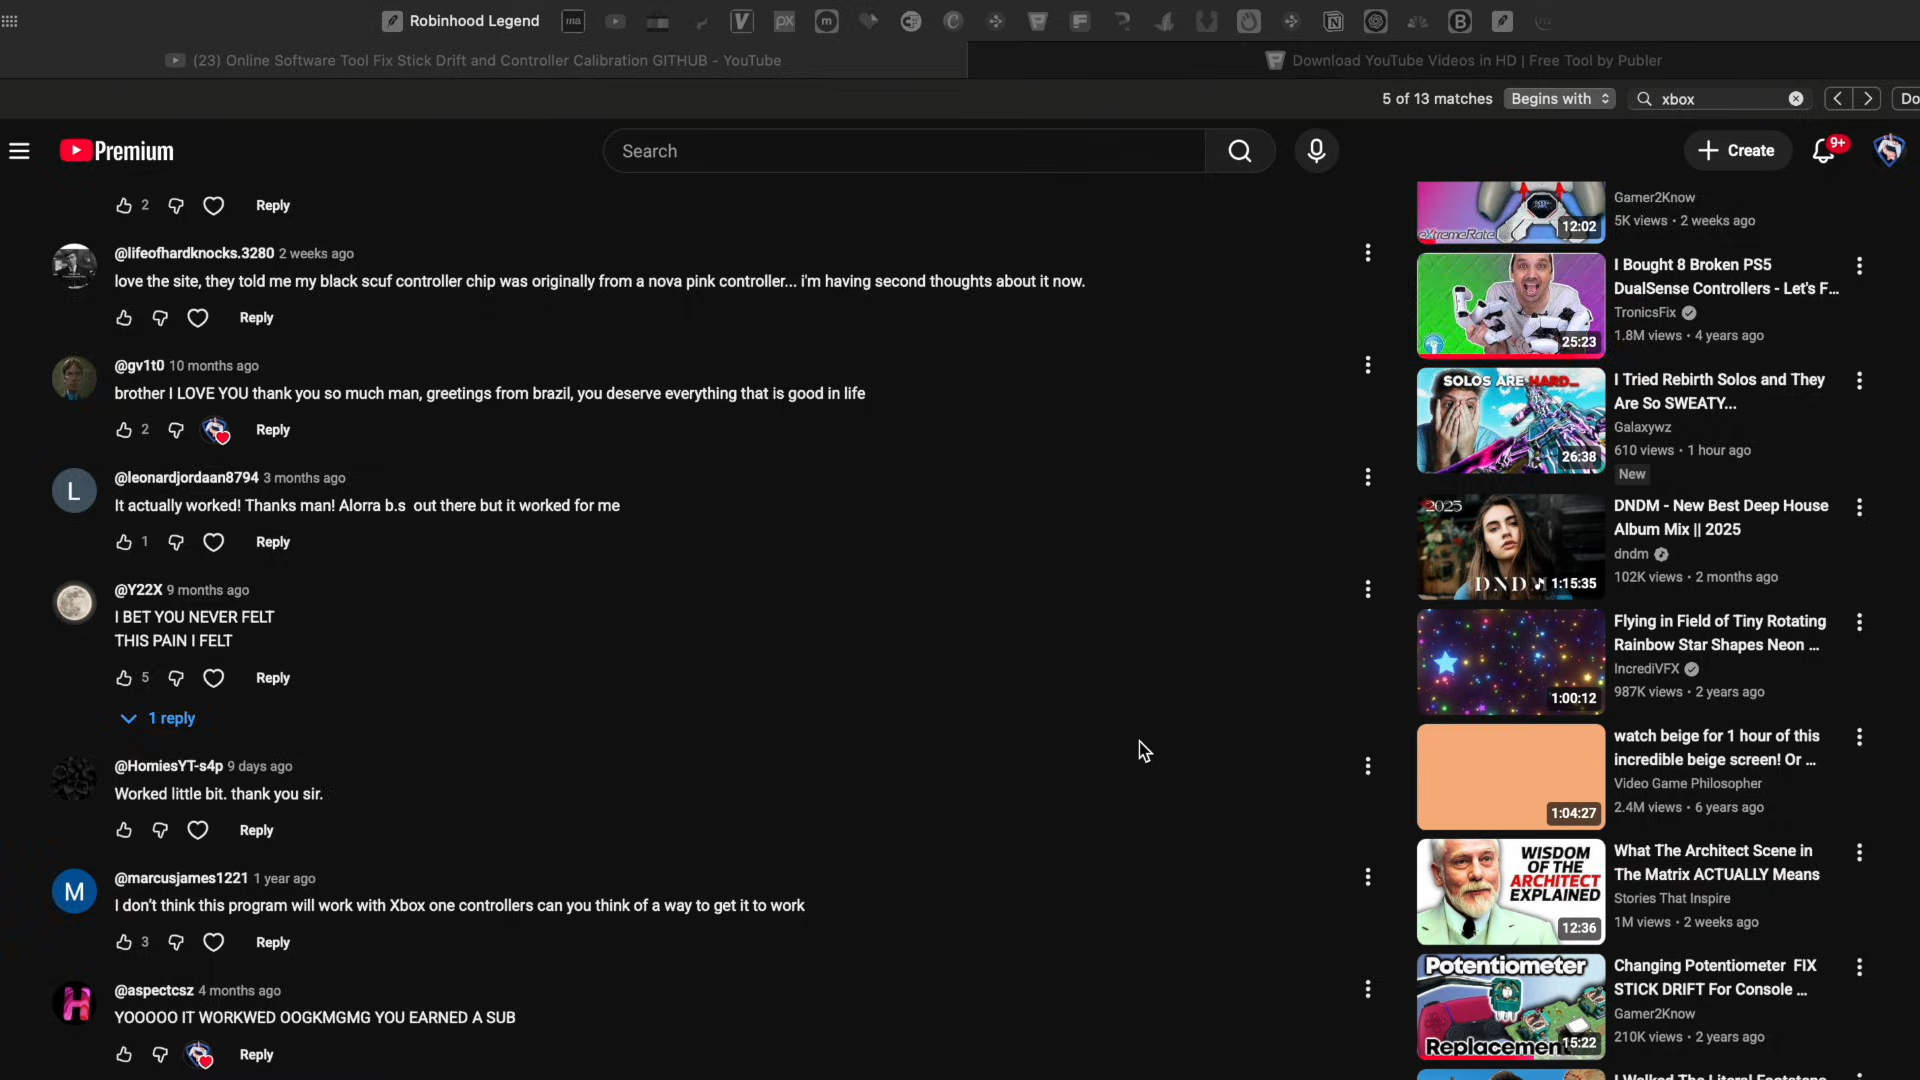 Robinhood Legend
(23) Online Software Tool Fix Stick Drift and Controller Calibration GITHUB - YouTube
Download YouTube Videos in HD | Free Tool by Publer
5 of 13 matches
Begins with
xbox
Do
Premium
Search
Create
9+
2
Reply
@lifeofhardknocks.3280 2 weeks ago
love the site, they told me my black scuf controller chip was originally from a nova pink controller... i'm having second thoughts about it now.
Reply
@gv1t0 10 months ago
brother I LOVE YOU thank you so much man, greetings from brazil, you deserve everything that is good in life
2
Reply
L
@leonardjordaan8794 3 months ago
It actually worked! Thanks man! Alorra b.s out there but it worked for me
1
Reply
@Y22X 9 months ago
I BET YOU NEVER FELT
THIS PAIN I FELT
5
Reply
1 reply
@HomiesYT-s4p 9 days ago
Worked little bit. thank you sir.
Reply
M
@marcusjames1221 1 year ago
I don't think this program will work with Xbox one controllers can you think of a way to get it to work
3
Reply
@aspectcsz 4 months ago
YOOOOO IT WORKWED OOGKMGMG YOU EARNED A SUB
Reply
eXtremeRate
12:02
Gamer2Know
5K views • 2 weeks ago
25:23
I Bought 8 Broken PS5
DualSense Controllers - Let's F...
TronicsFix
1.8M views • 4 years ago
SOLOS ARE HARD...
26:38
I Tried Rebirth Solos and They
Are So SWEATY...
Galaxywz
610 views • 1 hour ago
New
2025
DNDM
1:15:35
DNDM - New Best Deep House
Album Mix || 2025
dndm
102K views • 2 months ago
1:00:12
Flying in Field of Tiny Rotating
Rainbow Star Shapes Neon ...
IncrediVFX
987K views • 2 years ago
1:04:27
watch beige for 1 hour of this
incredible beige screen! Or ...
Video Game Philosopher
2.4M views • 6 years ago
WISDOM
OF THE
ARCHITECT
EXPLAINED
12:36
What The Architect Scene in
The Matrix ACTUALLY Means
Stories That Inspire
1M views • 2 weeks ago
Potentiometer
Replacement
15:22
Changing Potentiometer FIX
STICK DRIFT For Console ...
Gamer2Know
210K views • 2 years ago
I Walked The Literal Footsteps